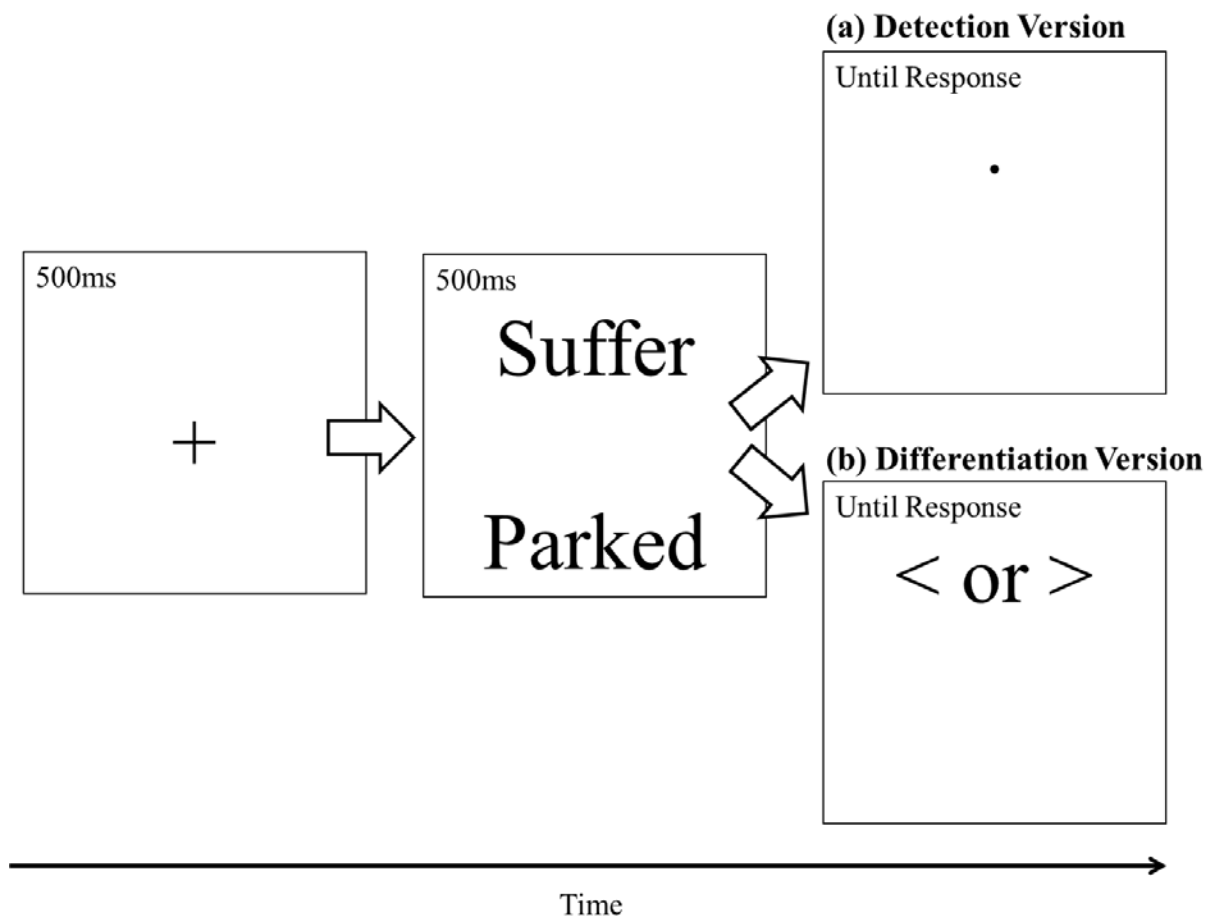 (a) Detection Version
Until Response
500ms
+
500ms
Suffer
Parked
(b) Differentiation Version
Until Response
< or >
Time